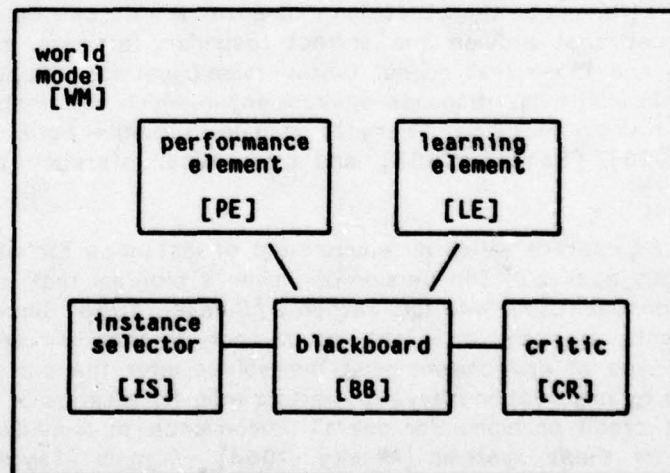 world
model
[WM]
performance
element
[PE]
learning
element
[LE]
instance
selector
[IS]
blackboard
[BB]
critic
[CR]